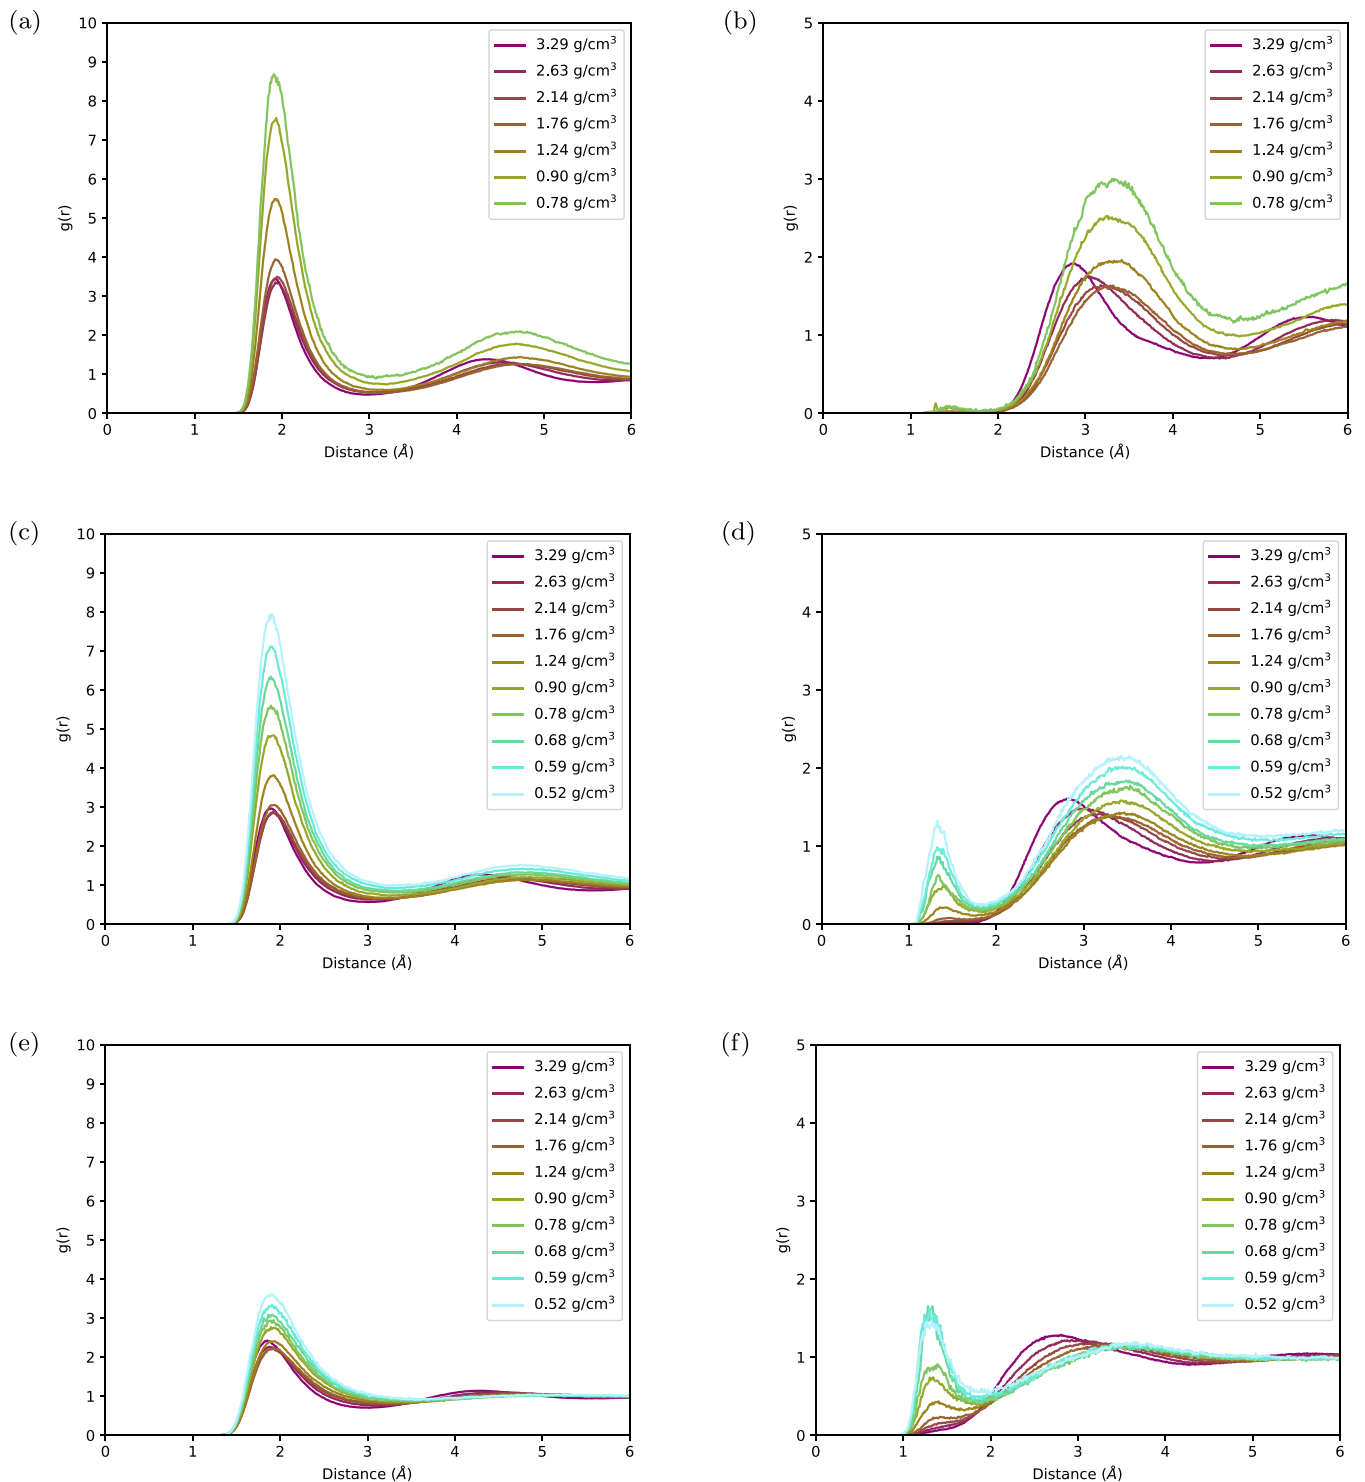 (a)
10
9
8
7
6
5
4
3
2
1
0
g(r)
0 1 2 3 4 5 6
Distance (Å)
3.29 g/cm³
2.63 g/cm³
2.14 g/cm³
1.76 g/cm³
1.24 g/cm³
0.90 g/cm³
0.78 g/cm³
(b)
5
4
3
2
1
0
g(r)
0 1 2 3 4 5 6
Distance (Å)
3.29 g/cm³
2.63 g/cm³
2.14 g/cm³
1.76 g/cm³
1.24 g/cm³
0.90 g/cm³
0.78 g/cm³
(c)
10
9
8
7
6
5
4
3
2
1
0
g(r)
0 1 2 3 4 5 6
Distance (Å)
3.29 g/cm³
2.63 g/cm³
2.14 g/cm³
1.76 g/cm³
1.24 g/cm³
0.90 g/cm³
0.78 g/cm³
0.68 g/cm³
0.59 g/cm³
0.52 g/cm³
(d)
5
4
3
2
1
0
g(r)
0 1 2 3 4 5 6
Distance (Å)
3.29 g/cm³
2.63 g/cm³
2.14 g/cm³
1.76 g/cm³
1.24 g/cm³
0.90 g/cm³
0.78 g/cm³
0.68 g/cm³
0.59 g/cm³
0.52 g/cm³
(e)
10
9
8
7
6
5
4
3
2
1
0
g(r)
0 1 2 3 4 5 6
Distance (Å)
3.29 g/cm³
2.63 g/cm³
2.14 g/cm³
1.76 g/cm³
1.24 g/cm³
0.90 g/cm³
0.78 g/cm³
0.68 g/cm³
0.59 g/cm³
0.52 g/cm³
(f)
5
4
3
2
1
0
g(r)
0 1 2 3 4 5 6
Distance (Å)
3.29 g/cm³
2.63 g/cm³
2.14 g/cm³
1.76 g/cm³
1.24 g/cm³
0.90 g/cm³
0.78 g/cm³
0.68 g/cm³
0.59 g/cm³
0.52 g/cm³